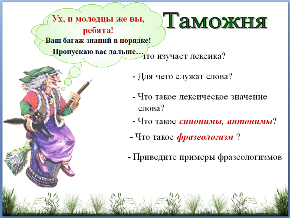 Ух, и молодцы же вы,
ребята!
Ваш багаж знаний в порядке!
Пропускаю вас дальше…
Таможня
Что изучает лексика?
- Для чего служат слова?
- Что такое лексическое значение
слова?
- Что такое синонимы, антонимы?
- Что такое фразеологизм ?
- Приведите примеры фразеологизмов